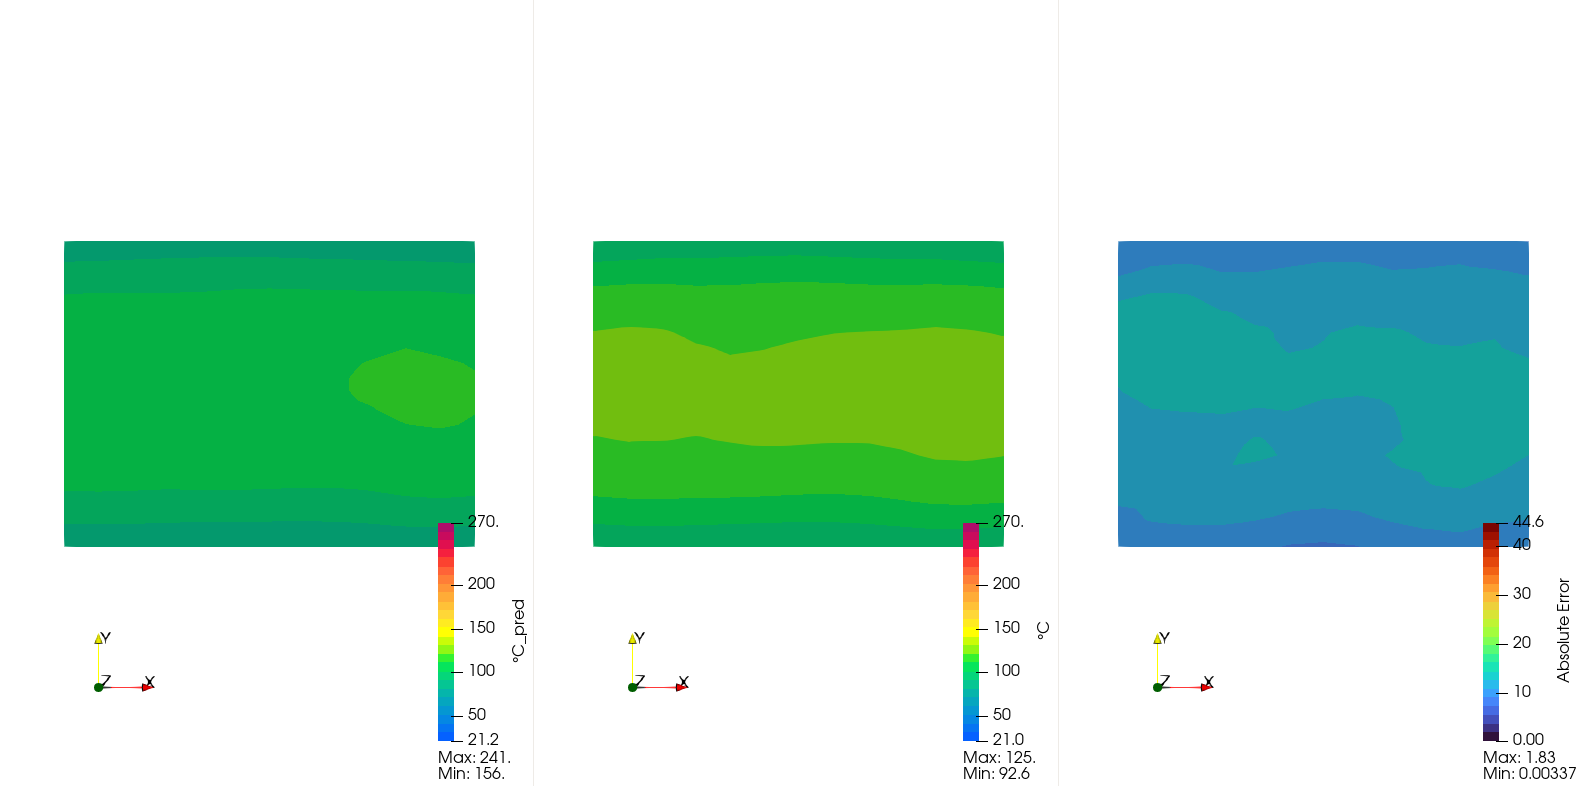 270.
200
150
100
50
21.2
°C_pred
Max: 241.
Min: 156.
Y
Z
X
270.
200
150
100
50
21.0
°C
Max: 125.
Min: 92.6
Y
Z
X
44.6
40
30
20
10
0.00
Absolute Error
Max: 1.83
Min: 0.00337
Y
Z
X